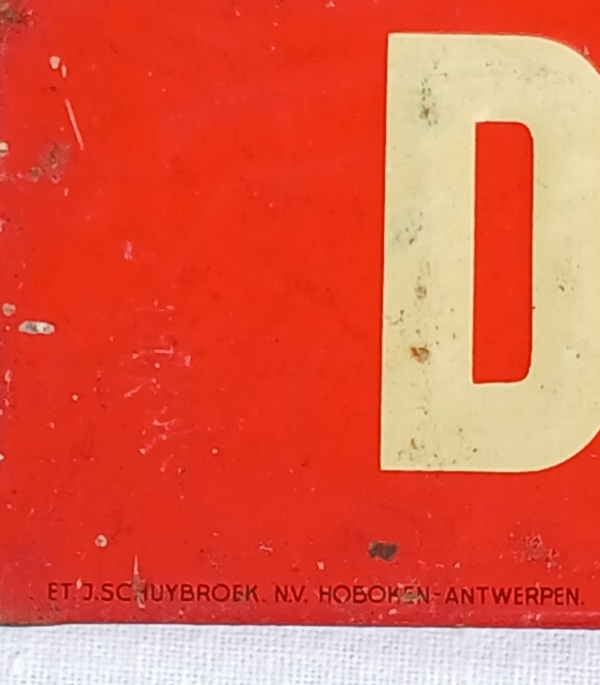 D
ET. J. SCHUYBROEK. N.V. HOBOKEN-ANTWERPEN.